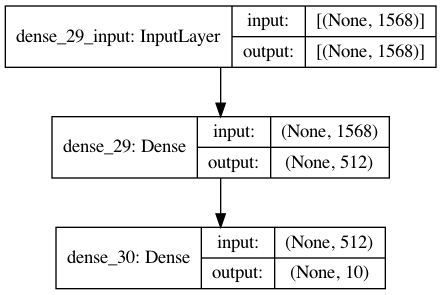 dense_29_input: InputLayer
input:
[(None, 1568)]
output:
[(None, 1568)]
dense_29: Dense
input:
(None, 1568)
output:
(None, 512)
dense_30: Dense
input:
(None, 512)
output:
(None, 10)